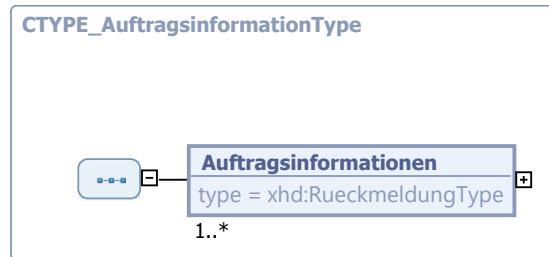 CTYPE_AuftragsinformationType
Auftragsinformationen
type = xhd:RueckmeldungType
1..*